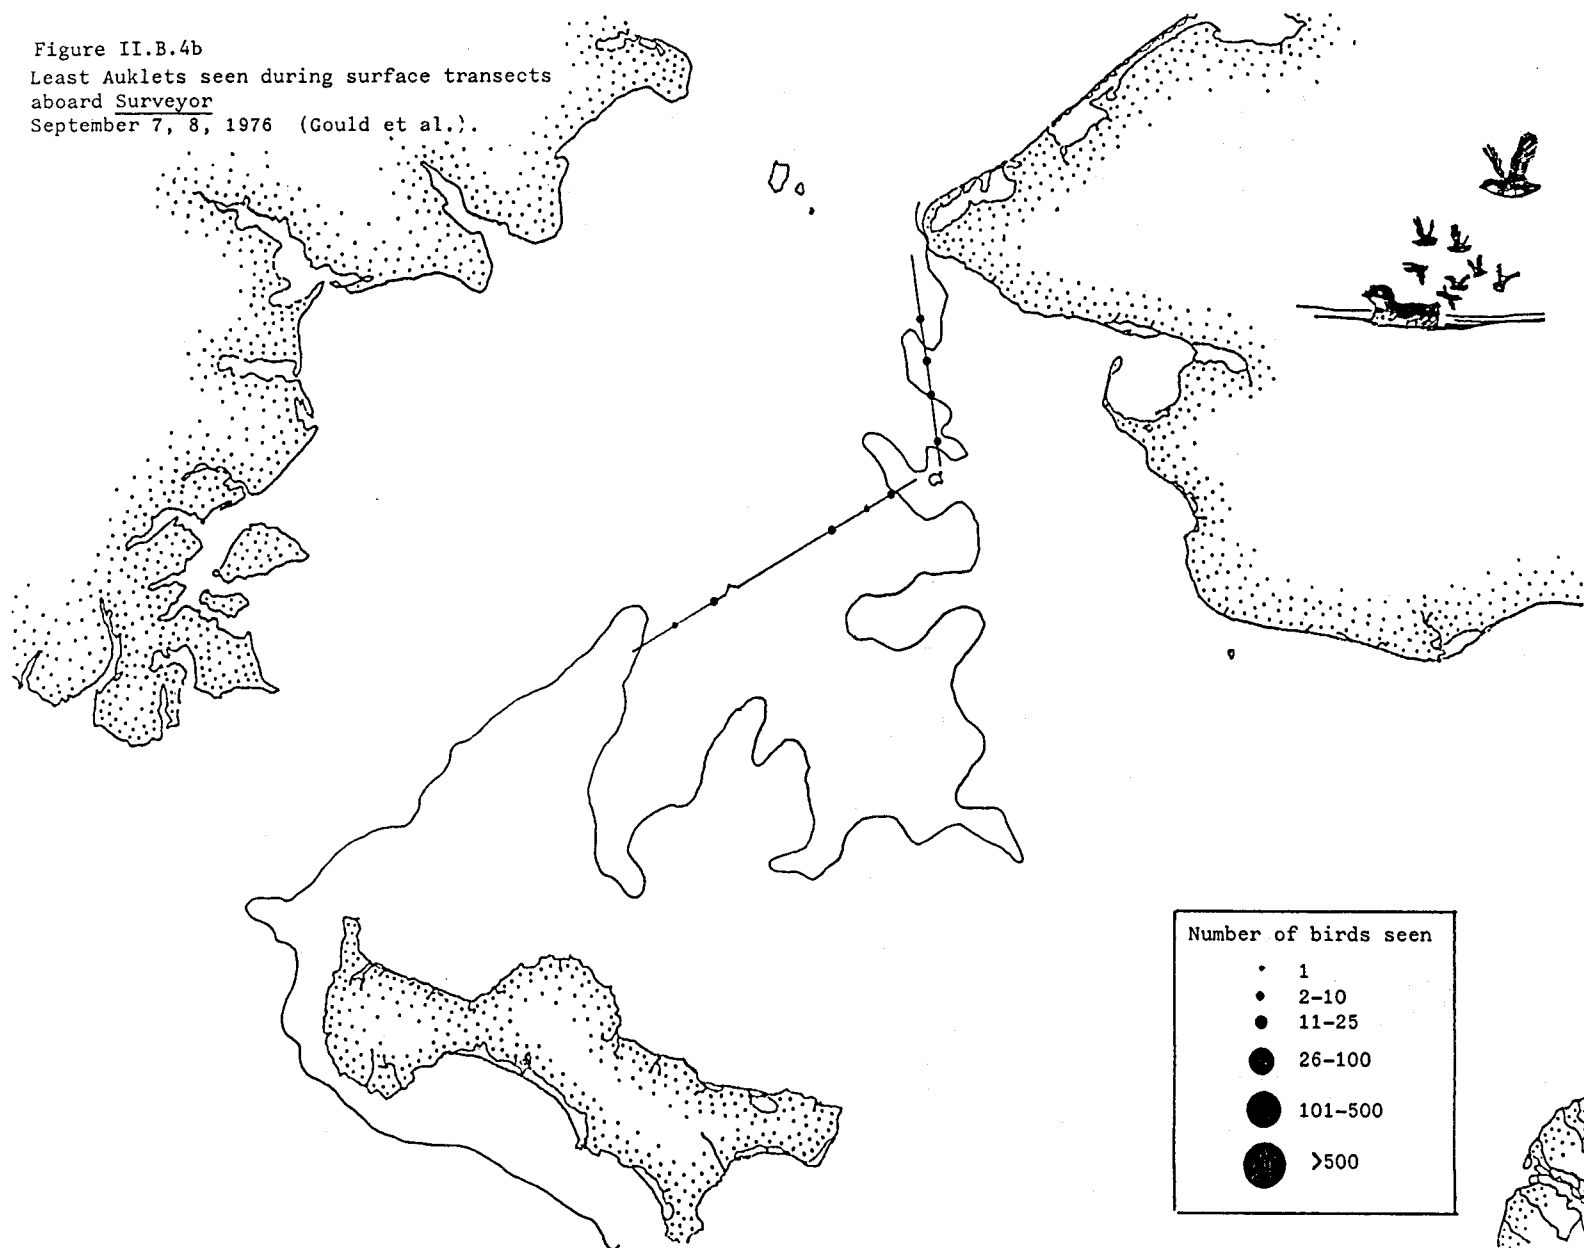 Figure II.B.4b
Least Auklets seen during surface transects
aboard Surveyor
September 7, 8, 1976 (Gould et al.).
Number of birds seen
1
2-10
11-25
26-100
101-500
>500